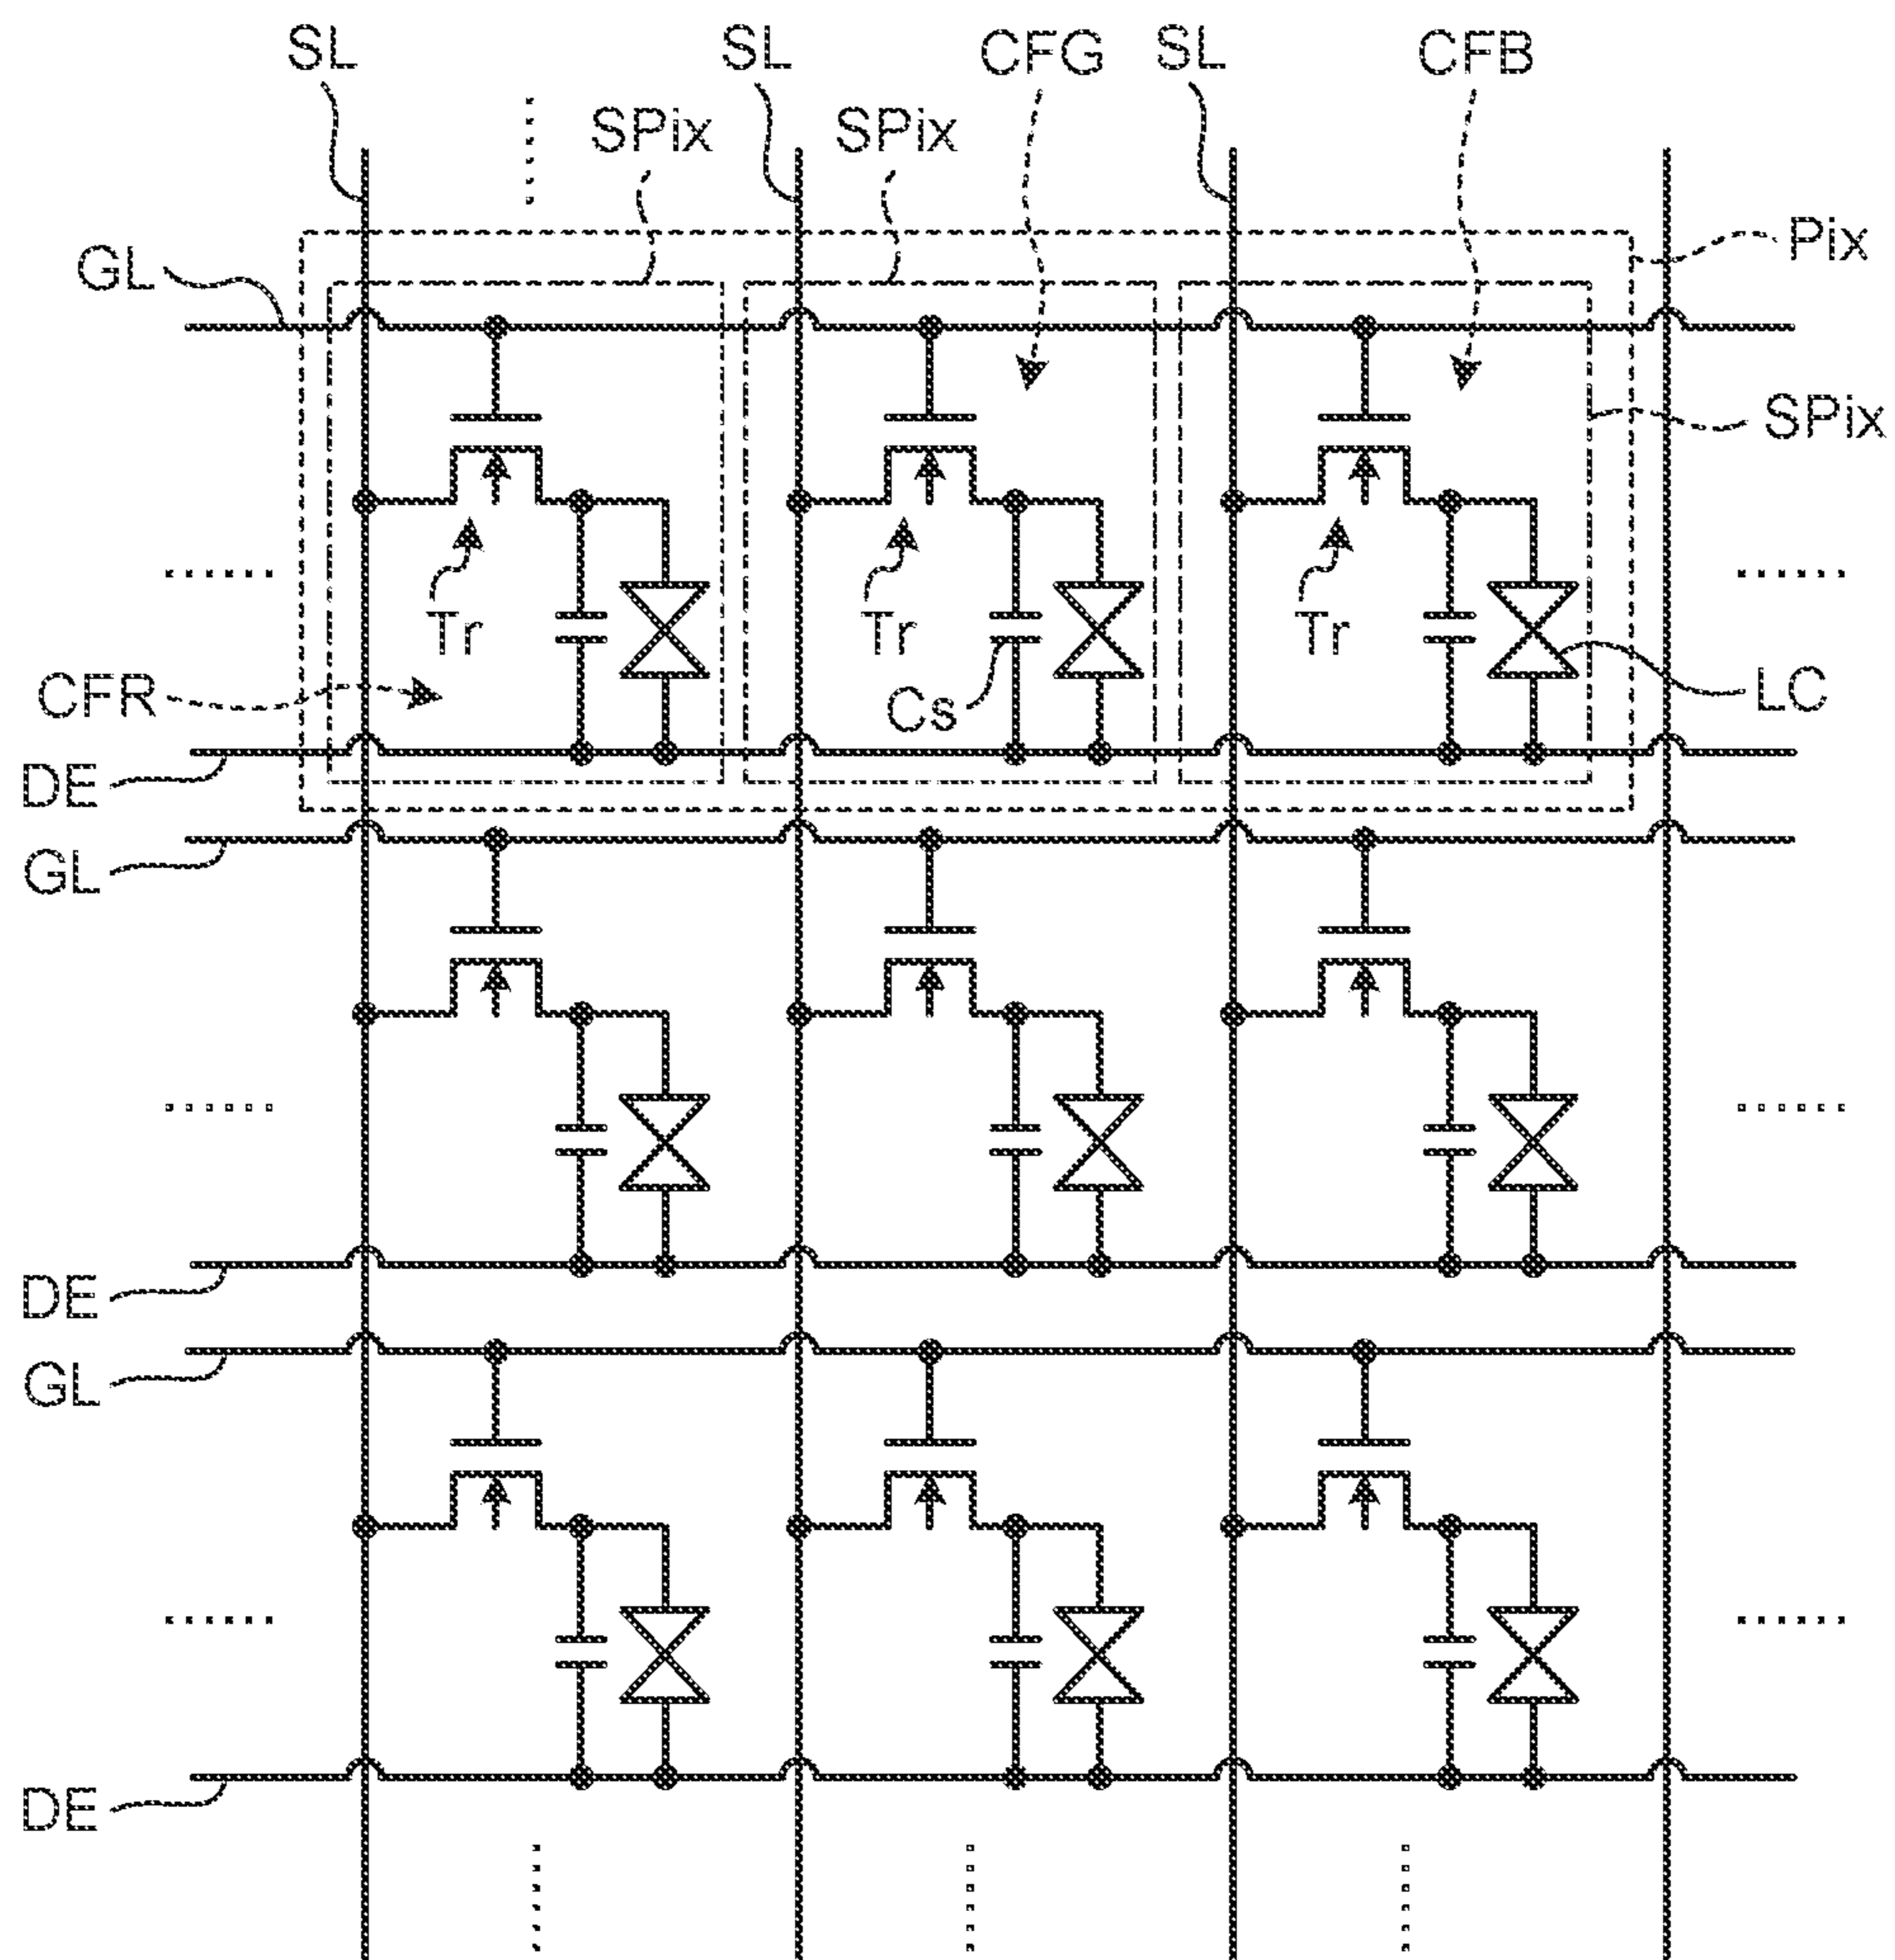 SL
SL
CFG
SL
CFB
SPix
SPix
Pix
GL
SPix
Tr
Tr
Tr
CFR
Cs
LC
DE
GL
DE
GL
DE